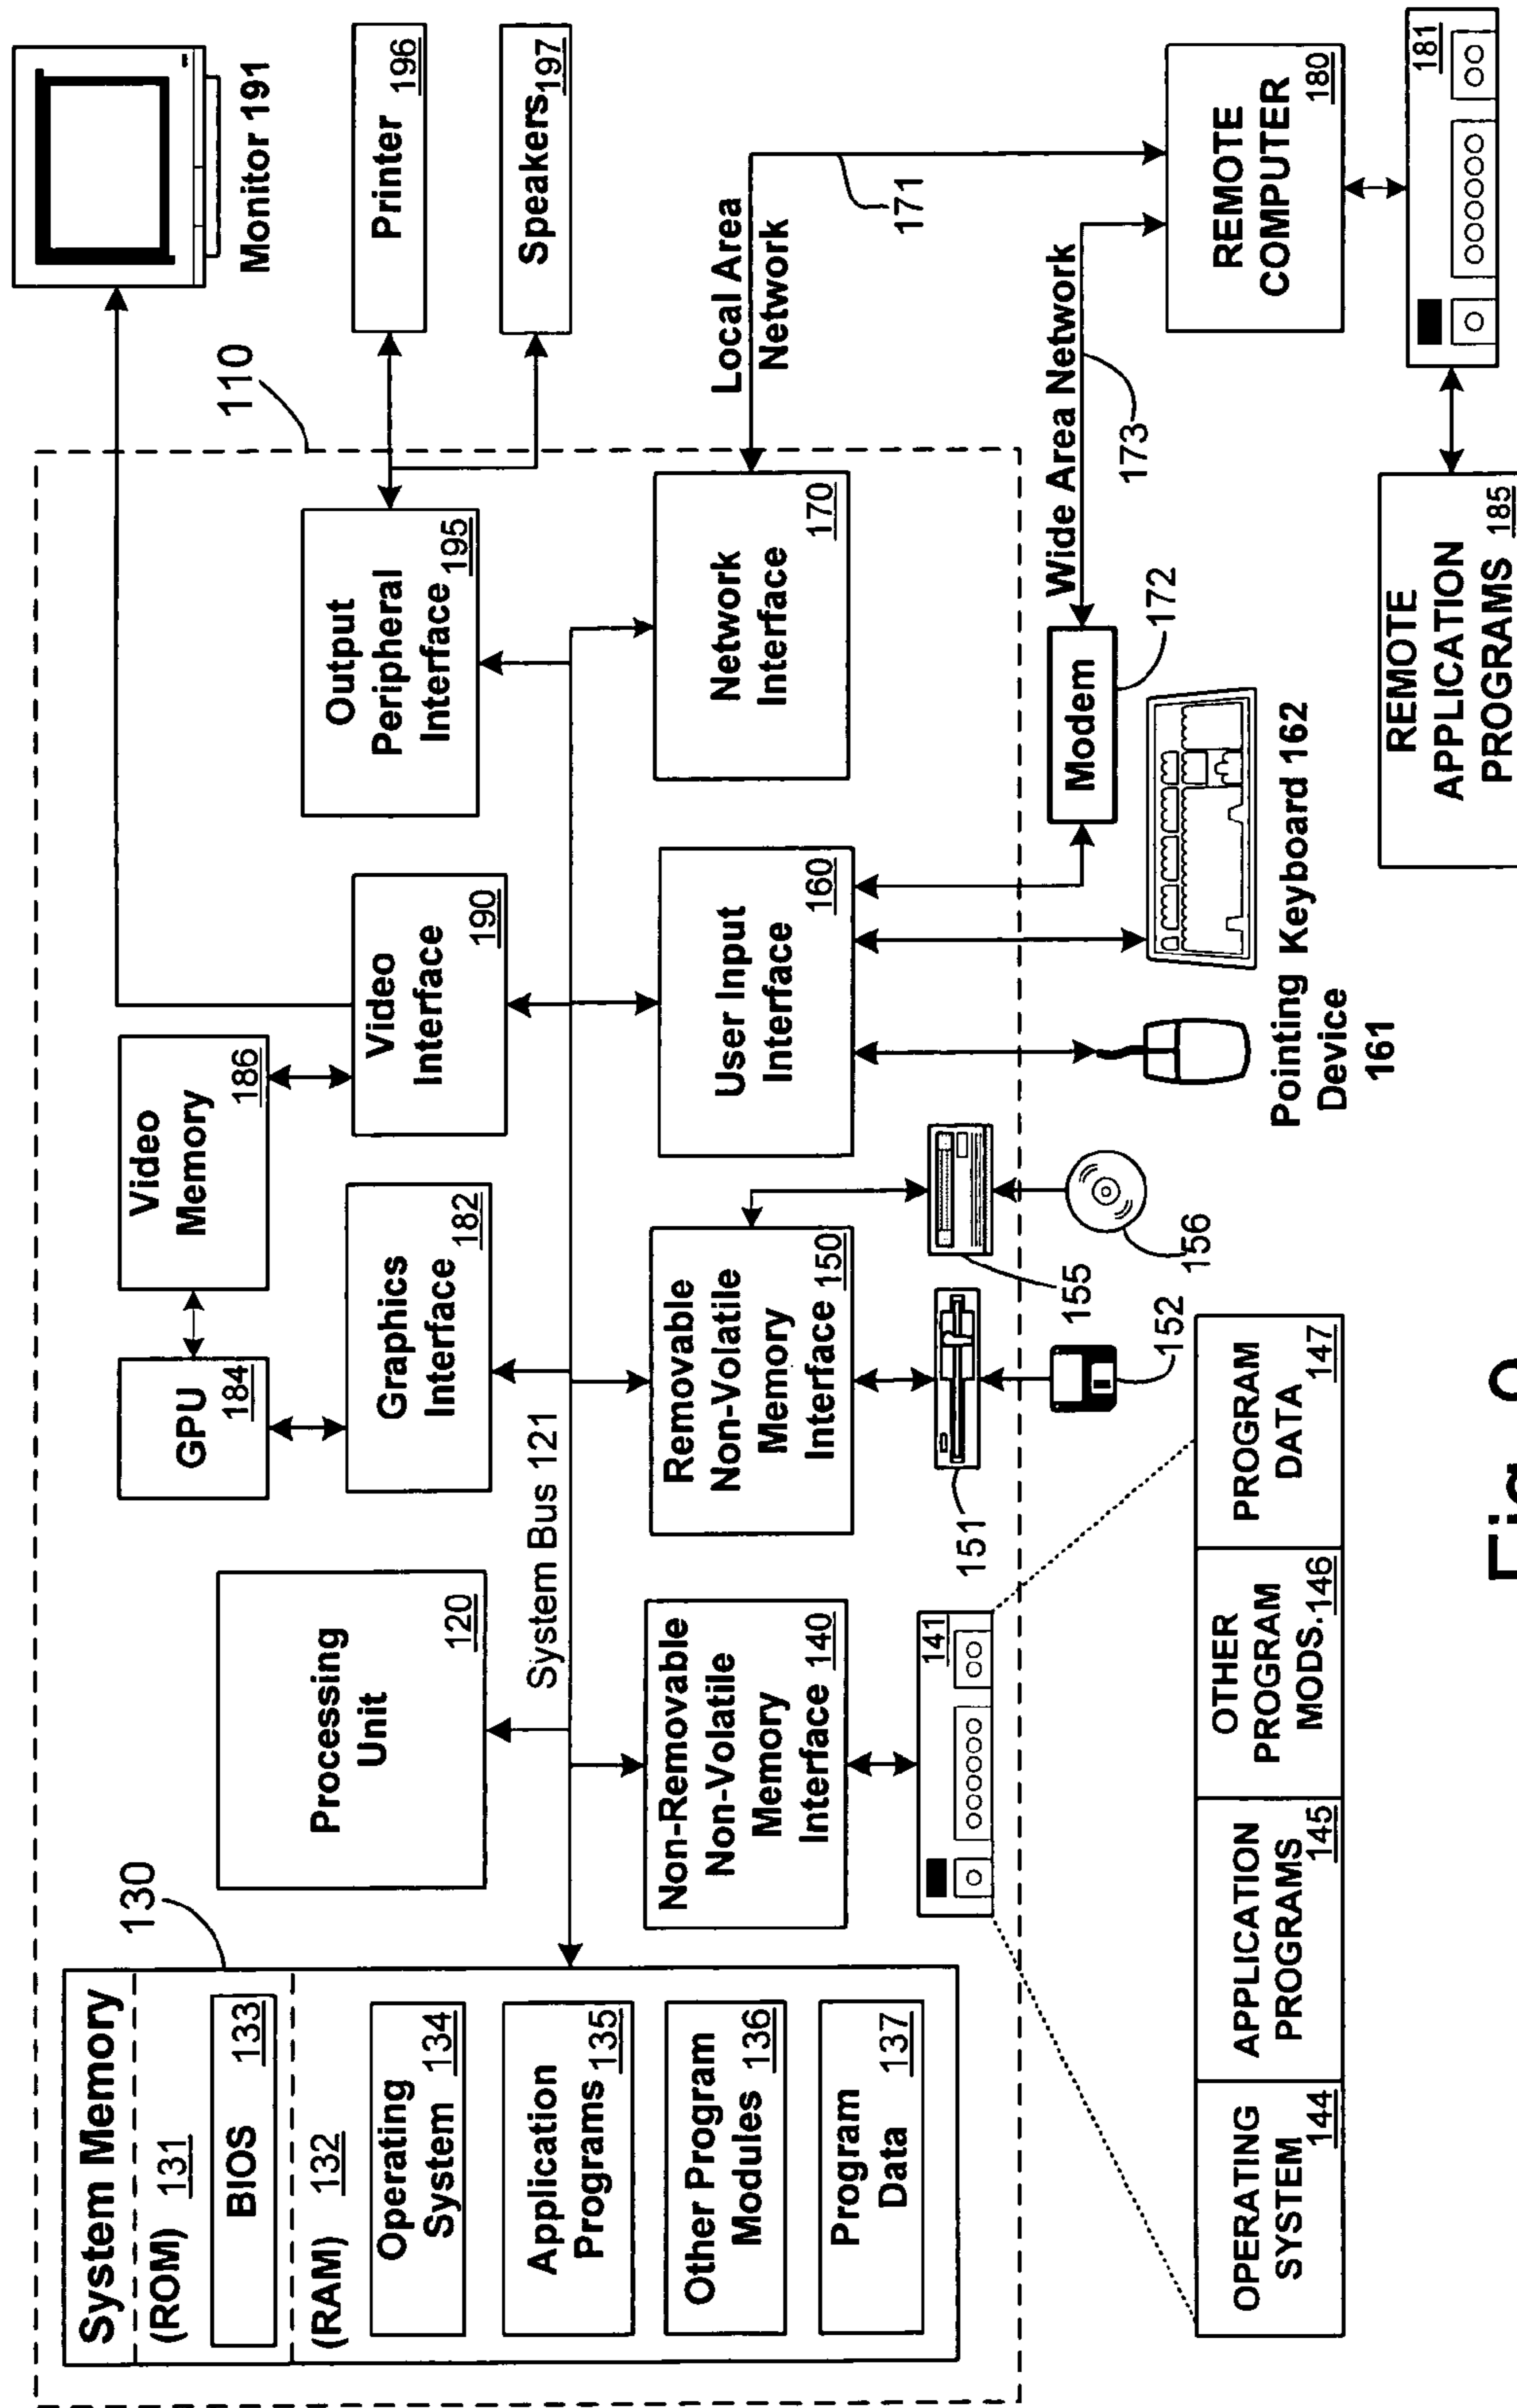 System Memory
(ROM) 131
BIOS 133
(RAM) 132
Operating
System 134
Application
Programs 135
Other Program
Modules 136
Program
Data 137
130
Processing
Unit
120
GPU
184
Video
Memory
186
Graphics
Interface
182
Video
Interface
190
Output
Peripheral
Interface 195
110
Monitor 191
Printer
196
Speakers 197
System Bus 121
Non-Removable
Non-Volatile
Memory
Interface 140
Removable
Non-Volatile
Memory
Interface 150
User Input
Interface
160
Network
Interface
170
Local Area
Network
171
141
151
152
155
156
Modem
172
Wide Area Network
173
Pointing
Device
161
Keyboard 162
REMOTE
COMPUTER
180
181
REMOTE
APPLICATION
PROGRAMS 185
OPERATING
SYSTEM 144
APPLICATION
PROGRAMS 145
OTHER
PROGRAM
MODS. 146
PROGRAM
DATA 147